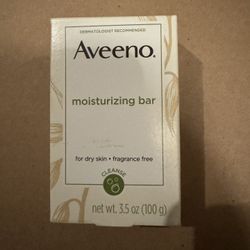 DERMATOLOGIST RECOMMENDED
Aveeno.
moisturizing bar
for dry skin • fragrance free
CLEANSE
net wt. 3.5 oz (100 g)